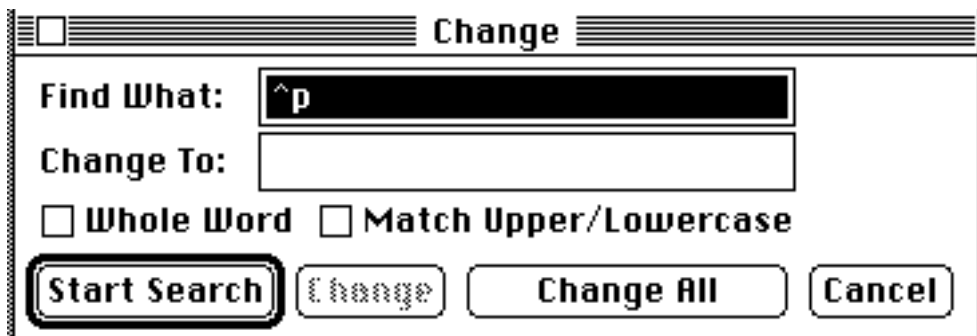 Change
Find What: ^p
Change To:
Whole Word Match Upper/Lowercase
Start Search Change Change All Cancel